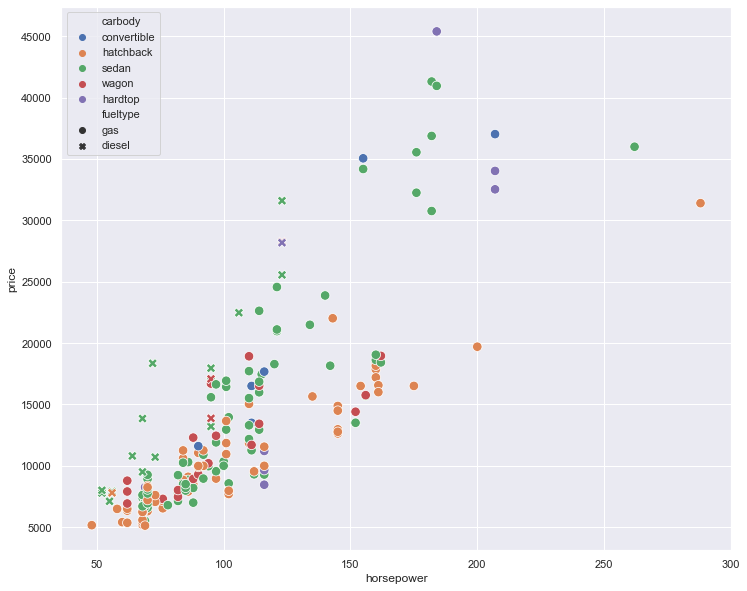 carbody
convertible
hatchback
sedan
wagon
hardtop
fueltype
gas
diesel
45000
40000
35000
30000
25000
20000
15000
10000
5000
price
50 100 150 200 250 300
horsepower